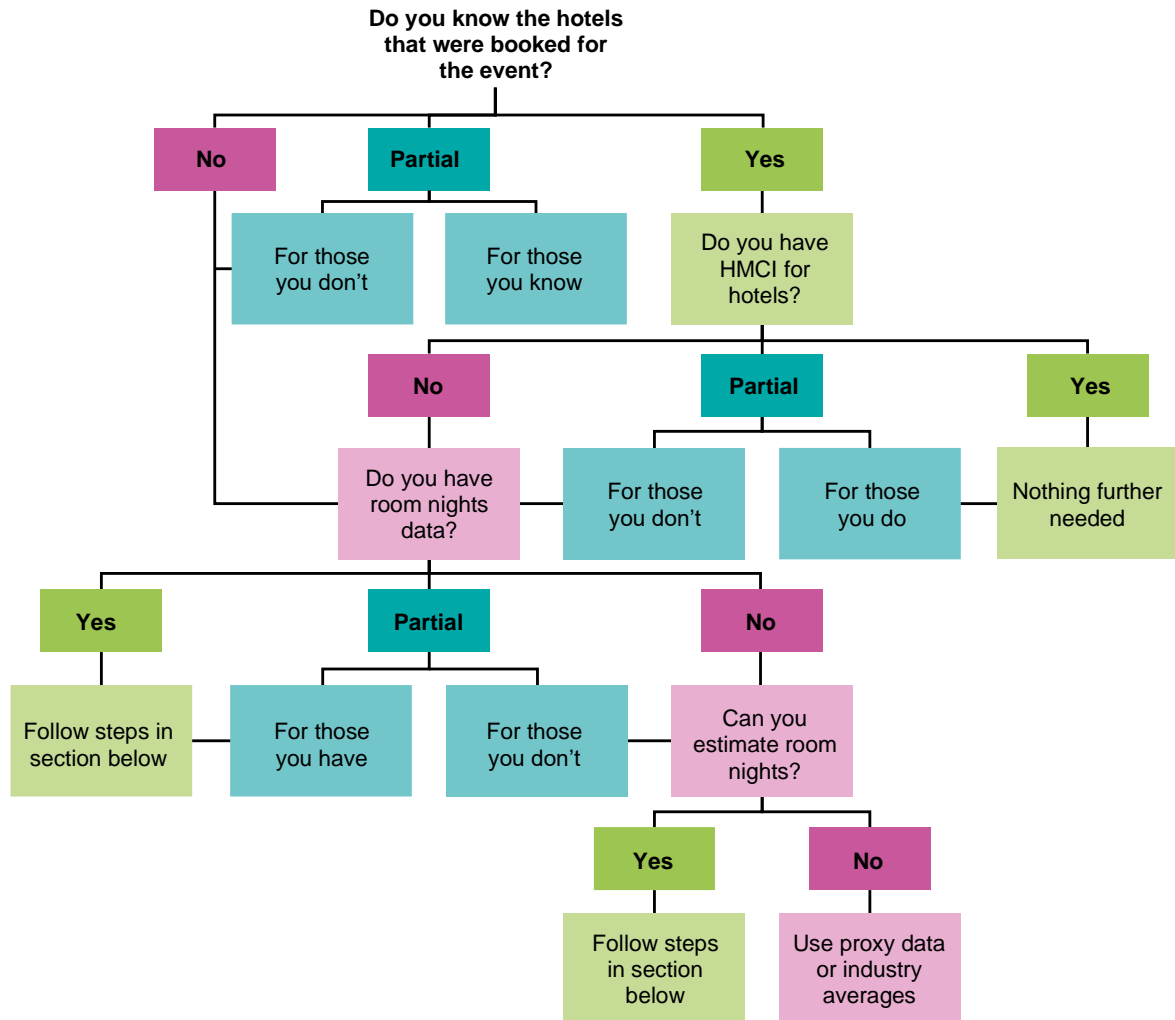 Do you know the hotels
that were booked for
the event?
No
Partial
Yes
For those
you don’t
For those
you know
Do you have
HMCI for
hotels?
No
Partial
Yes
Do you have
room nights
data?
For those
you don’t
For those
you do
Nothing further
needed
Yes
Partial
No
Follow steps in
section below
For those
you have
For those
you don’t
Can you
estimate room
nights?
Yes
No
Follow steps
in section
below
Use proxy data
or industry
averages